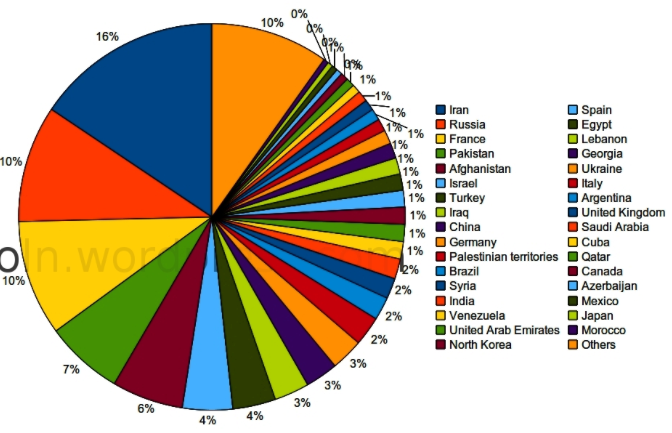 0%
0%
10%
0%
1%
16%
0%
1%
1%
1%
1%
1%
1%
1%
1%
1%
1%
1%
1%
1%
1%
2%
2%
2%
2%
3%
3%
3%
4%
4%
6%
7%
10%
10%
Iran
Russia
France
Pakistan
Afghanistan
Israel
Turkey
Iraq
China
Germany
Palestinian territories
Brazil
Syria
India
Venezuela
United Arab Emirates
North Korea
Spain
Egypt
Lebanon
Georgia
Ukraine
Italy
Argentina
United Kingdom
Saudi Arabia
Cuba
Qatar
Canada
Azerbaijan
Mexico
Japan
Morocco
Others